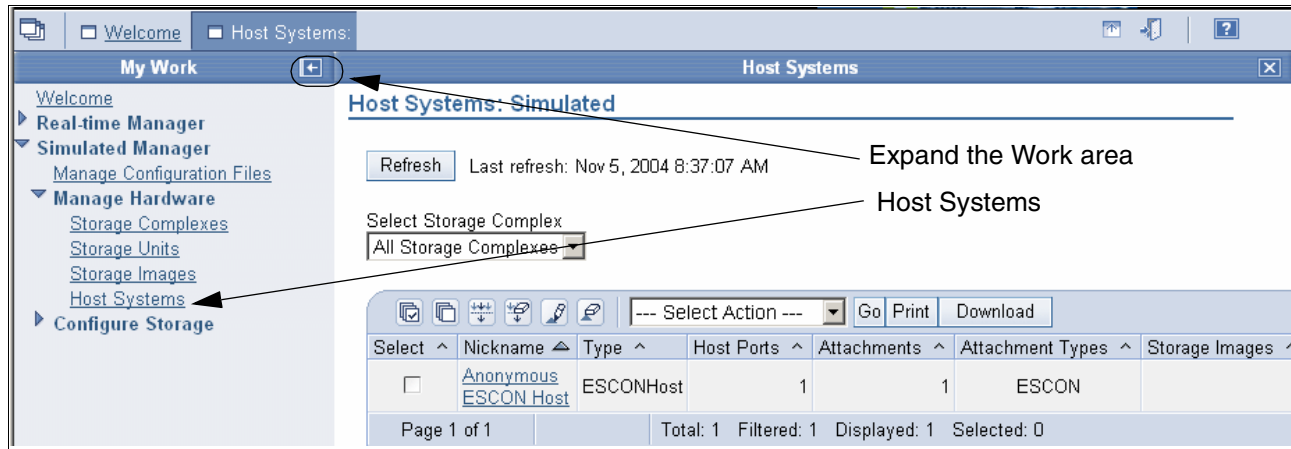 Welcome
Host Systems:
My Work
Host Systems
Welcome
Real-time Manager
Simulated Manager
Manage Configuration Files
Manage Hardware
Storage Complexes
Storage Units
Storage Images
Host Systems
Configure Storage
Host Systems: Simulated
Refresh Last refresh: Nov 5, 2004 8:37:07 AM
Expand the Work area
Host Systems
Select Storage Complex
All Storage Complexes
--- Select Action --- Go Print Download
Select ^ Nickname Type ^ Host Ports ^ Attachments ^ Attachment Types ^ Storage Images ^
Anonymous
ESCON Host ESCONHost 1 1 ESCON
Page 1 of 1 Total: 1 Filtered: 1 Displayed: 1 Selected: 0